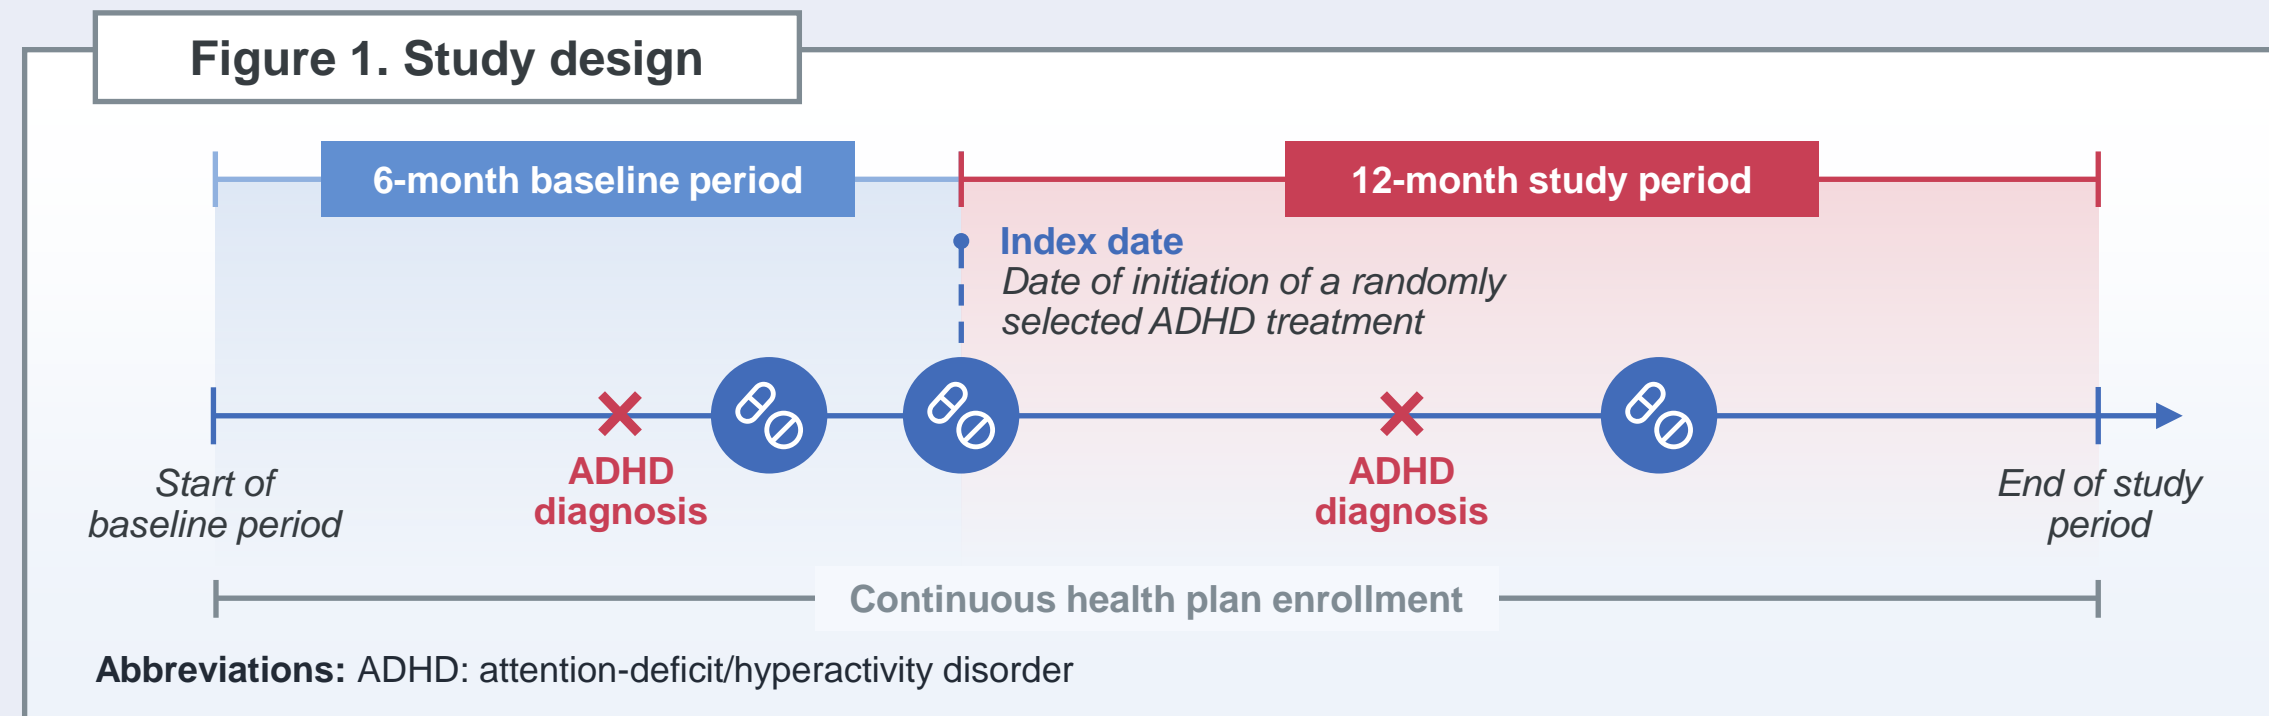 Figure 1. Study design
6-month baseline period
12-month study period
Index date
Date of initiation of a randomly
selected ADHD treatment
ADHD
diagnosis
ADHD
diagnosis
Start of
baseline period
End of study
period
Continuous health plan enrollment
Abbreviations: ADHD: attention-deficit/hyperactivity disorder